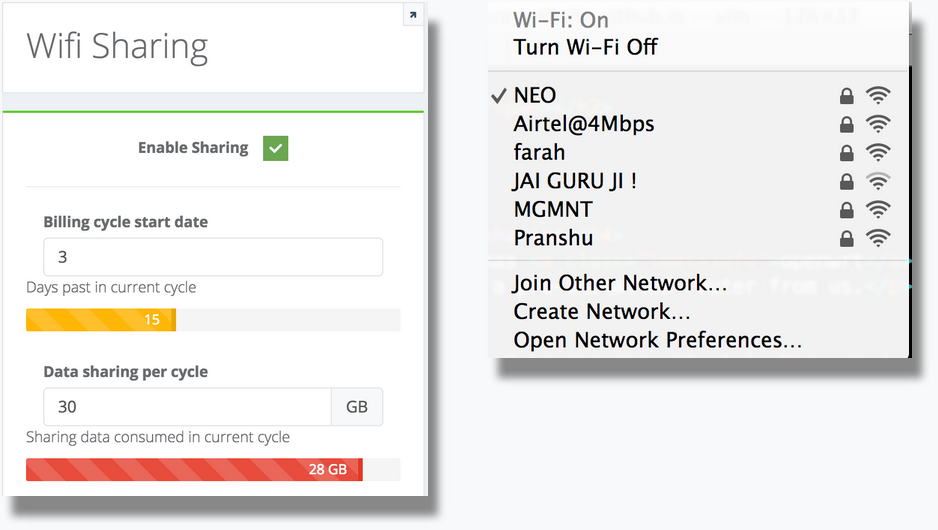 Wifi Sharing
Enable Sharing
Billing cycle start date
3
Days past in current cycle
15
Data sharing per cycle
30 GB
Sharing data consumed in current cycle
28 GB
Wi-Fi: On
Turn Wi-Fi Off
NEO
Airtel@4Mbps
farah
JAI GURU JI !
MGMNT
Pranshu
Join Other Network...
Create Network...
Open Network Preferences...